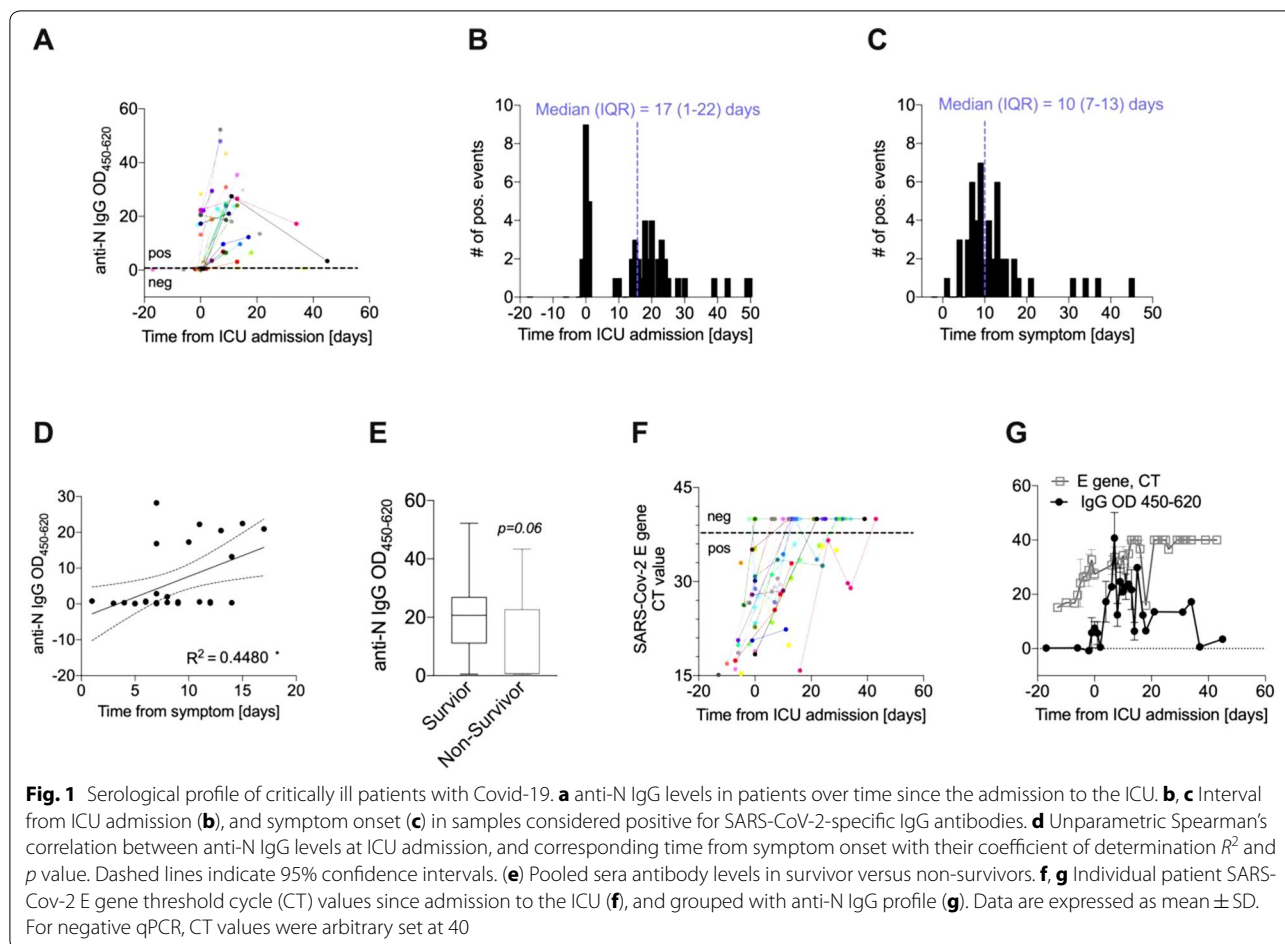 A
60
40
20
0
anti-N IgG OD450-620
pos
neg
-20 0 20 40 60
Time from ICU admission [days]
B
Median (IQR) = 17 (1-22) days
10
8
6
4
2
0
# of pos. events
-20 -10 0 10 20 30 40 50
Time from ICU admission [days]
C
Median (IQR) = 10 (7-13) days
10
8
6
4
2
0
# of pos. events
0 10 20 30 40 50
Time from symptom [days]
D
30
20
10
0
-10
-20
anti-N IgG OD450-620
R2 = 0.4480 *
0 5 10 15 20
Time from symptom [days]
E
60
40
20
0
anti-N IgG OD450-620
p=0.06
Survior
Non-Survivor
F
45
30
15
SARS-Cov-2 E gene
CT value
neg
pos
-20 0 20 40 60
Time from ICU admission [days]
G
60
40
20
0
E gene, CT
IgG OD 450-620
-20 0 20 40 60
Time from ICU admission [days]
Fig. 1 Serological profile of critically ill patients with Covid-19. a anti-N IgG levels in patients over time since the admission to the ICU. b, c Interval
from ICU admission (b), and symptom onset (c) in samples considered positive for SARS-CoV-2-specific IgG antibodies. d Unparametric Spearman's
correlation between anti-N IgG levels at ICU admission, and corresponding time from symptom onset with their coefficient of determination R2 and
p value. Dashed lines indicate 95% confidence intervals. (e) Pooled sera antibody levels in survivor versus non-survivors. f, g Individual patient SARS-
Cov-2 E gene threshold cycle (CT) values since admission to the ICU (f), and grouped with anti-N IgG profile (g). Data are expressed as mean ± SD.
For negative qPCR, CT values were arbitrary set at 40